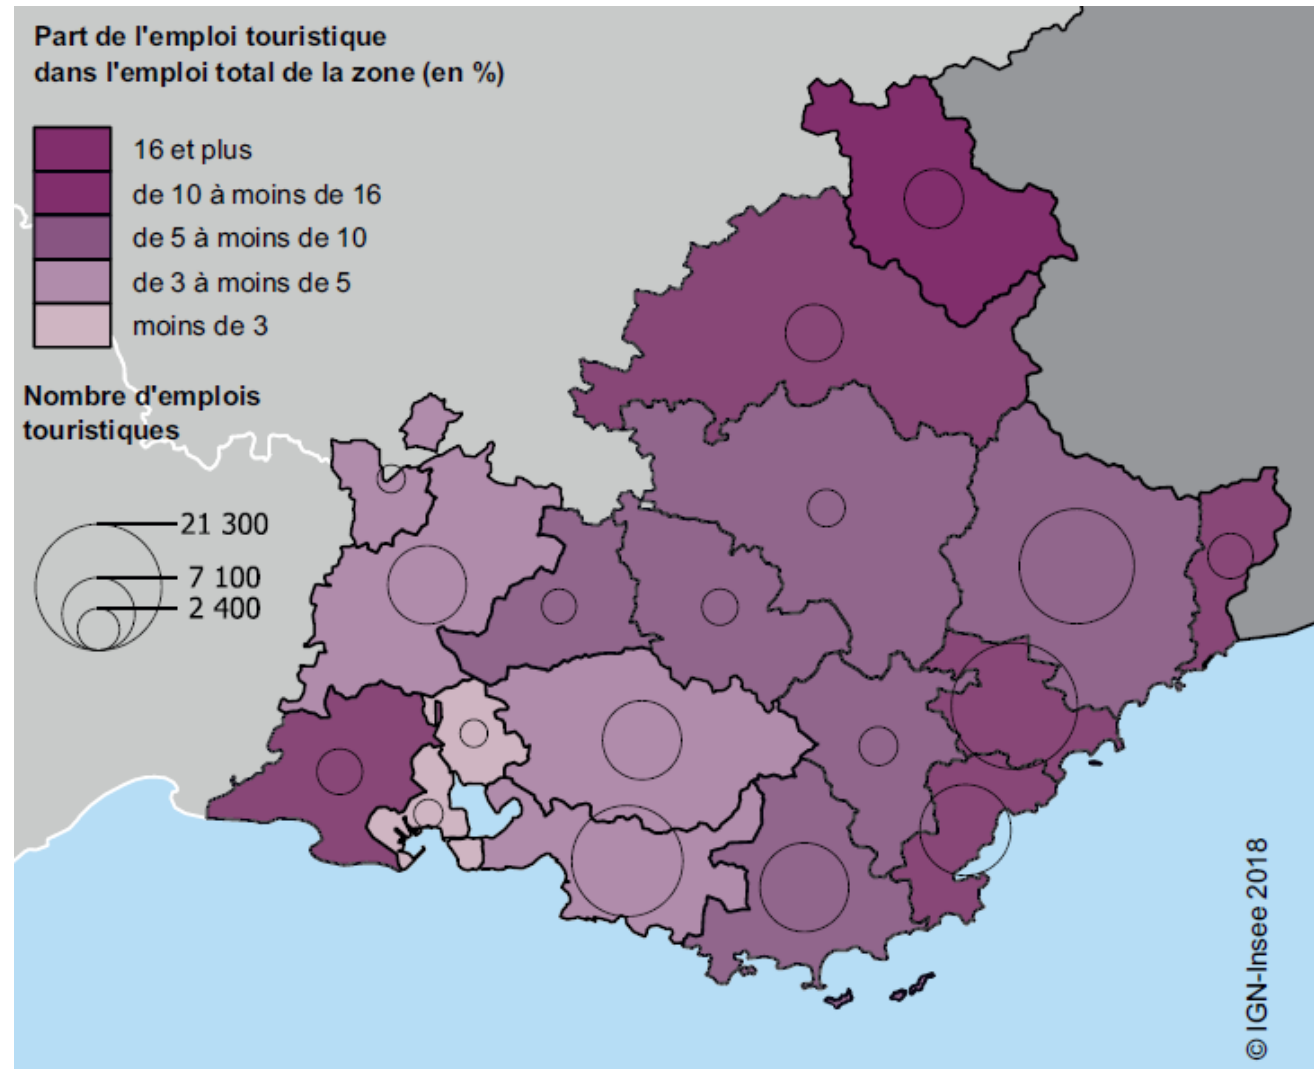 Part de l'emploi touristique
dans l'emploi total de la zone (en %)
16 et plus
de 10 à moins de 16
de 5 à moins de 10
de 3 à moins de 5
moins de 3
Nombre d'emplois
touristiques
21 300
7 100
2 400
© IGN-Insee 2018